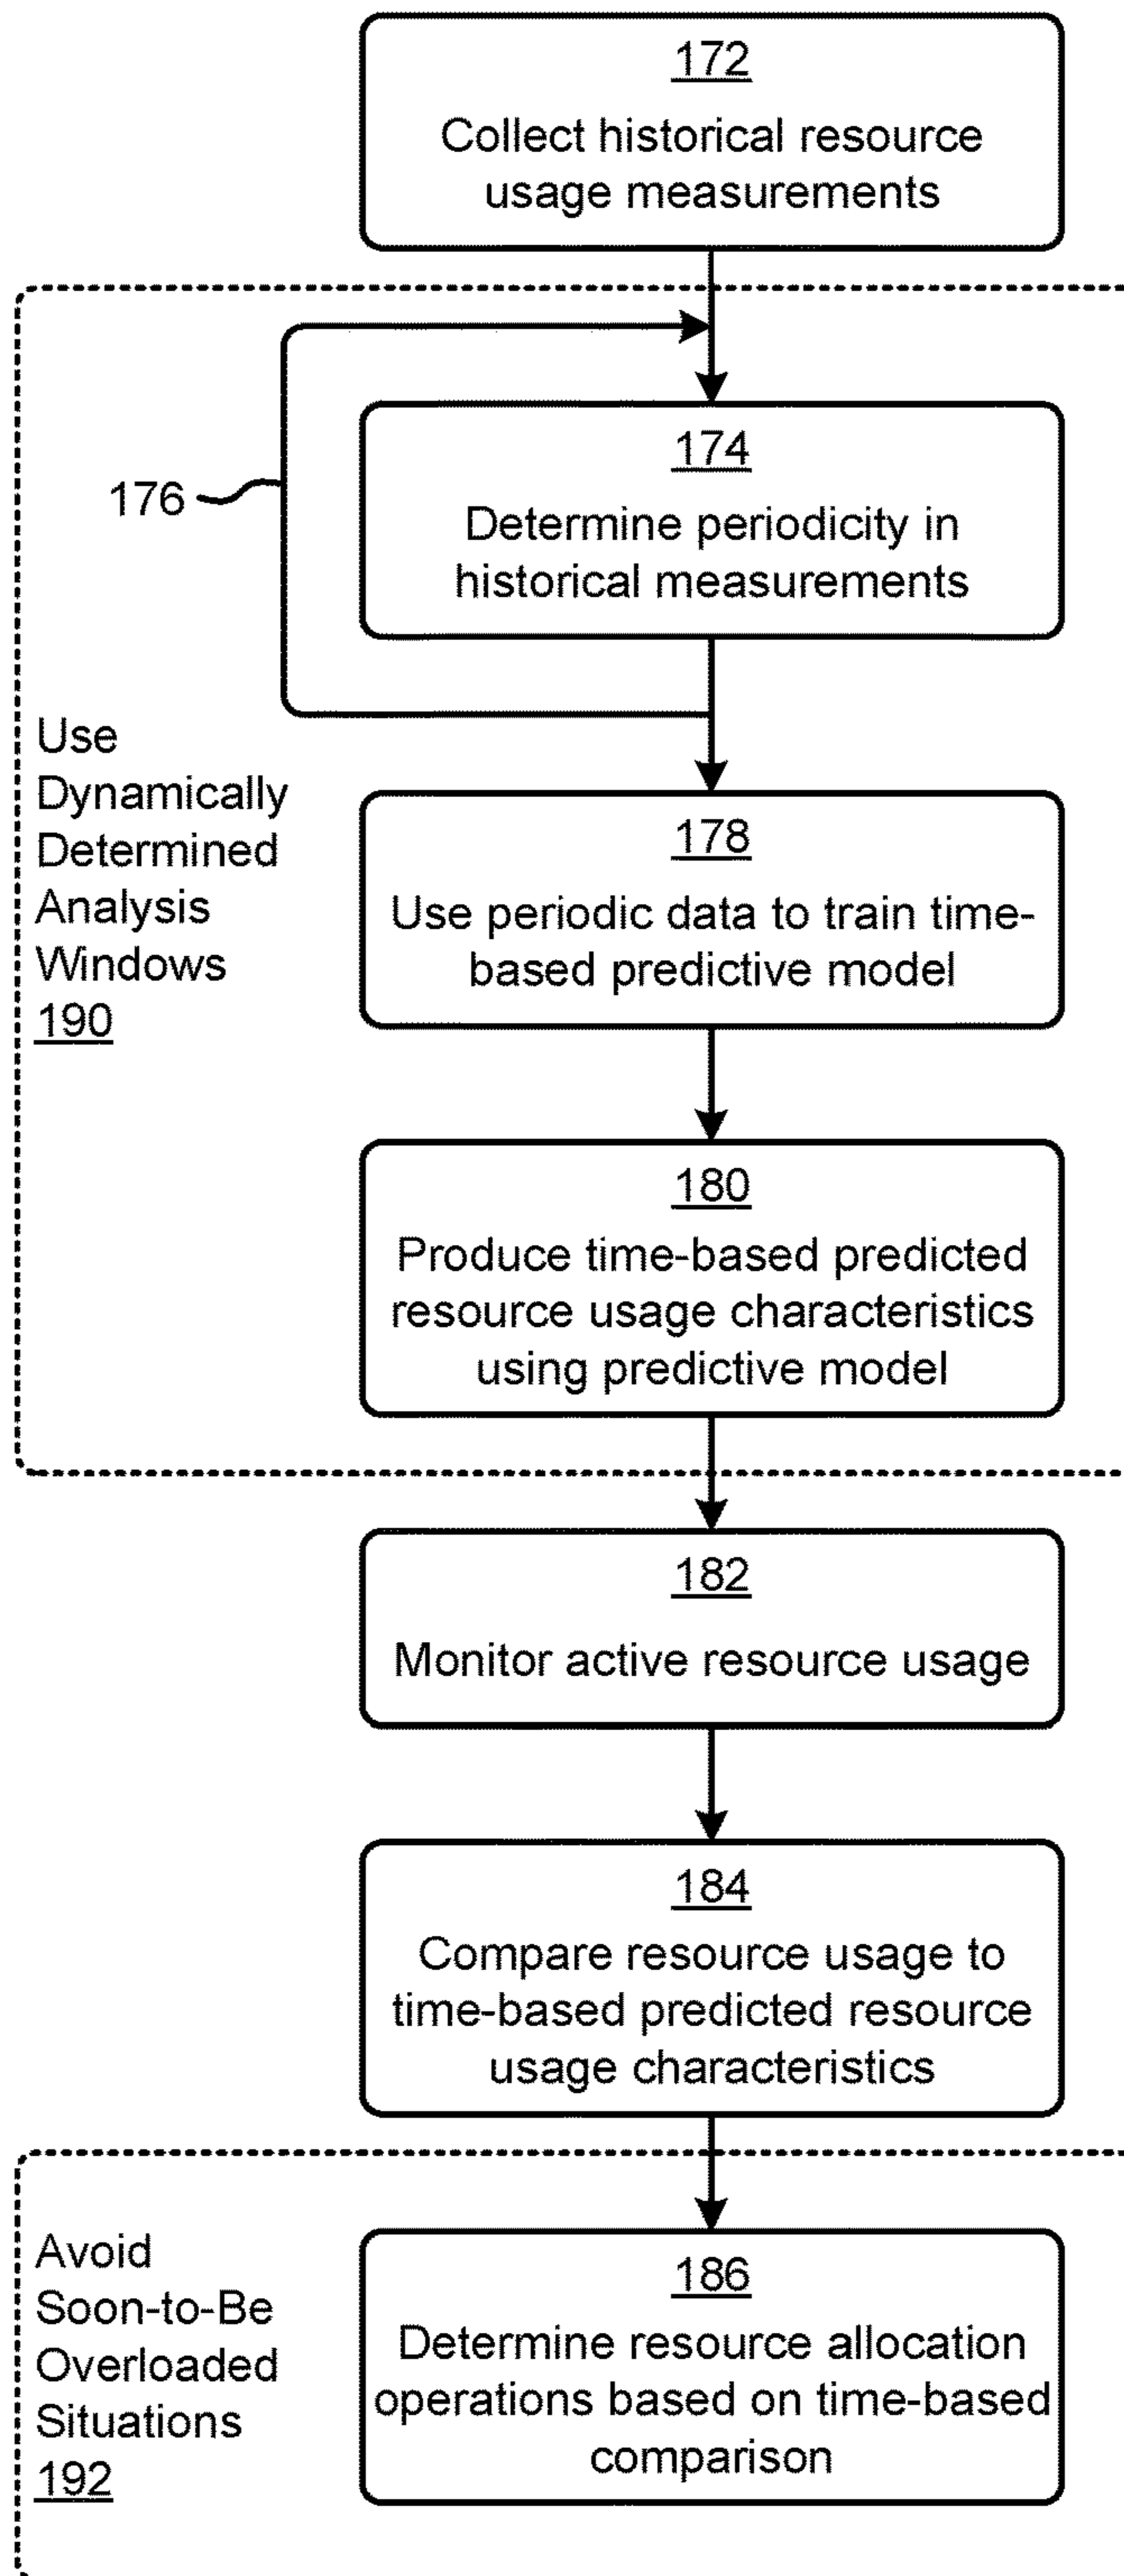 172
Collect historical resource
usage measurements
176
174
Determine periodicity in
historical measurements
Use
Dynamically
Determined
Analysis
Windows
190
178
Use periodic data to train time-
based predictive model
180
Produce time-based predicted
resource usage characteristics
using predictive model
182
Monitor active resource usage
184
Compare resource usage to
time-based predicted resource
usage characteristics
Avoid
Soon-to-Be
Overloaded
Situations
192
186
Determine resource allocation
operations based on time-based
comparison